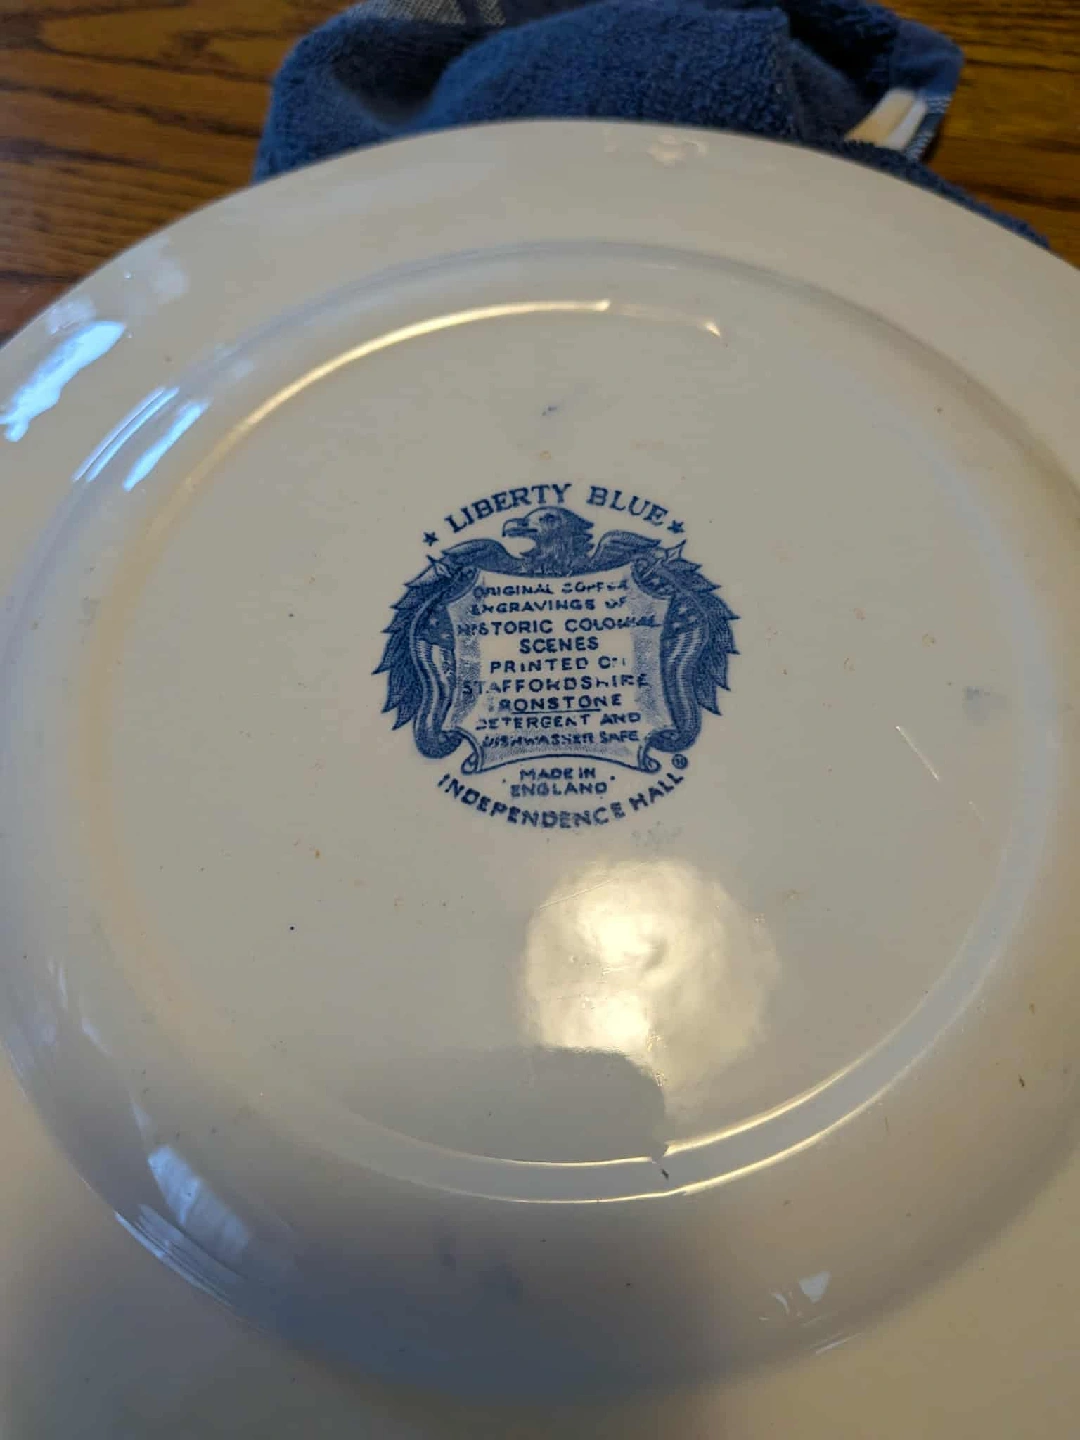 ★ LIBERTY BLUE ★
ORIGINAL COPPER
ENGRAVINGS OF
HISTORIC COLONIAL
SCENES
PRINTED ON
STAFFORDSHIRE
IRONSTONE
DETERGENT AND
DISHWASHER SAFE
· MADE IN ·
ENGLAND
INDEPENDENCE HALL®